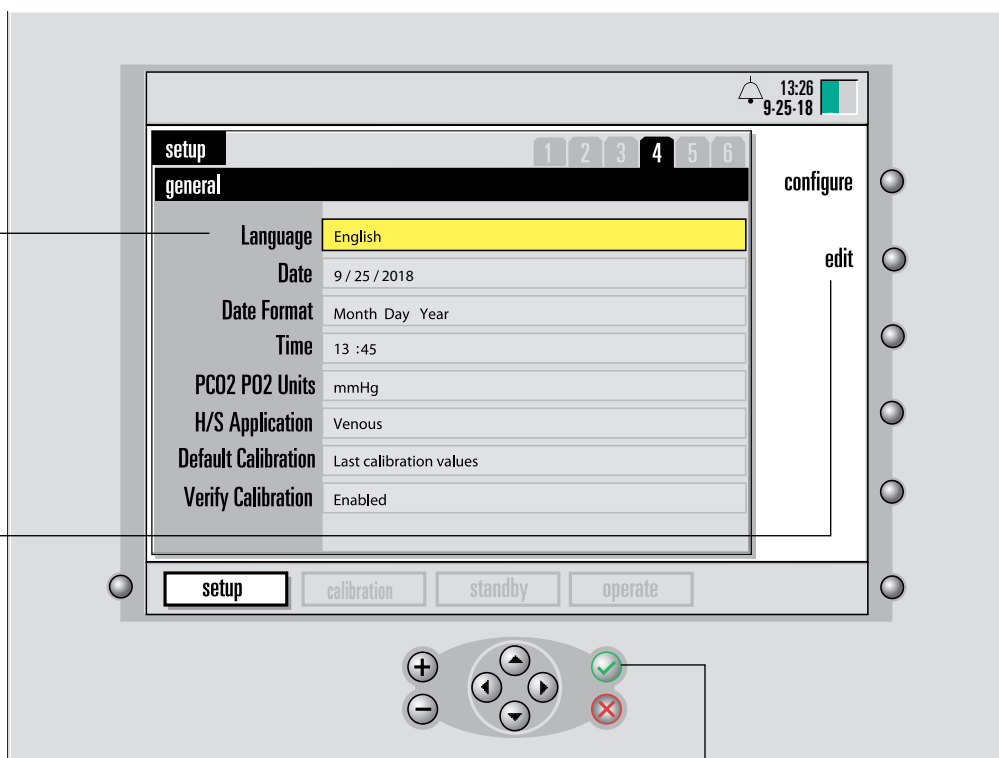 13:26
9-25-18
setup
1 2 3 4 5 6
general
configure
edit
Language English
Date 9 / 25 / 2018
Date Format Month Day Year
Time 13 :45
PCO2 PO2 Units mmHg
H/S Application Venous
Default Calibration Last calibration values
Verify Calibration Enabled
setup calibration standby operate